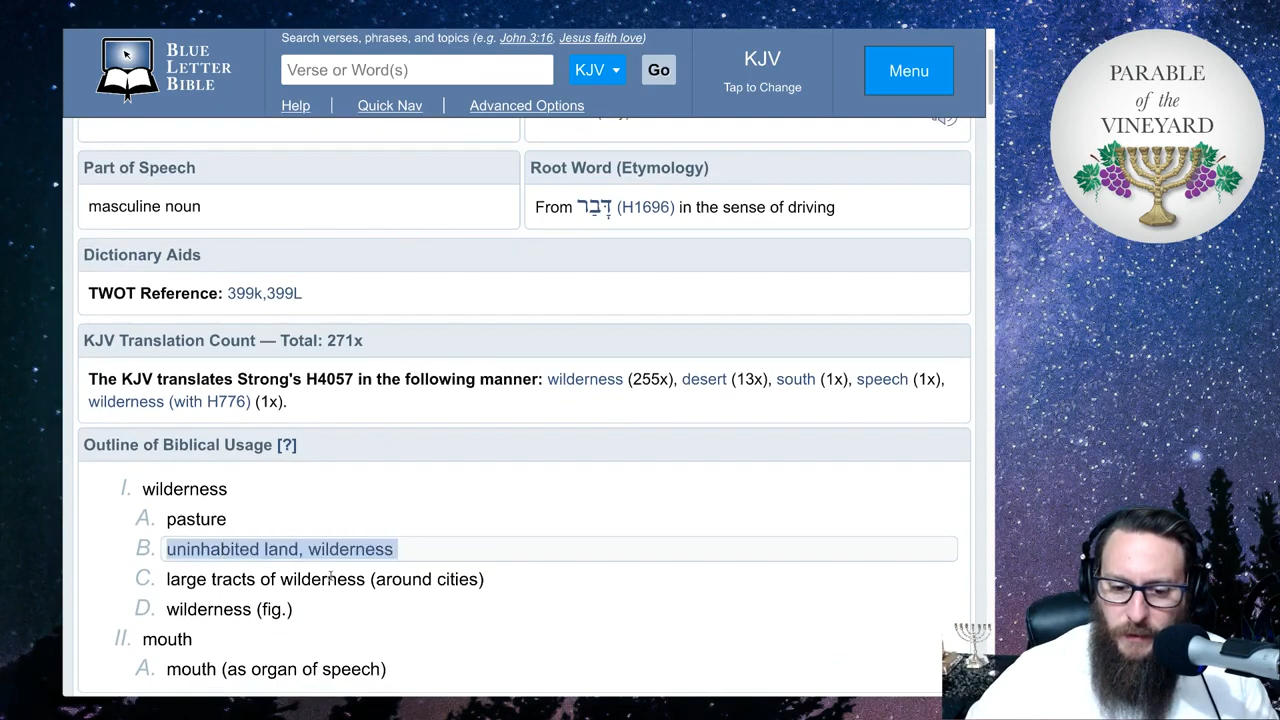 Search verses, phrases, and topics (e.g. John 3:16, Jesus faith love)
BLUE
LETTER
BIBLE
Verse or Word(s)
KJV
Go
Help
Quick Nav
Advanced Options
KJV
Tap to Change
Menu
PARABLE
of the
VINEYARD
Part of Speech
masculine noun
Root Word (Etymology)
From דָּבַר (H1696) in the sense of driving
Dictionary Aids
TWOT Reference: 399k,399L
KJV Translation Count — Total: 271x
The KJV translates Strong's H4057 in the following manner: wilderness (255x), desert (13x), south (1x), speech (1x),
wilderness (with H776) (1x).
Outline of Biblical Usage [?]
I. wilderness
A. pasture
B. uninhabited land, wilderness
C. large tracts of wilderness (around cities)
D. wilderness (fig.)
II. mouth
A. mouth (as organ of speech)